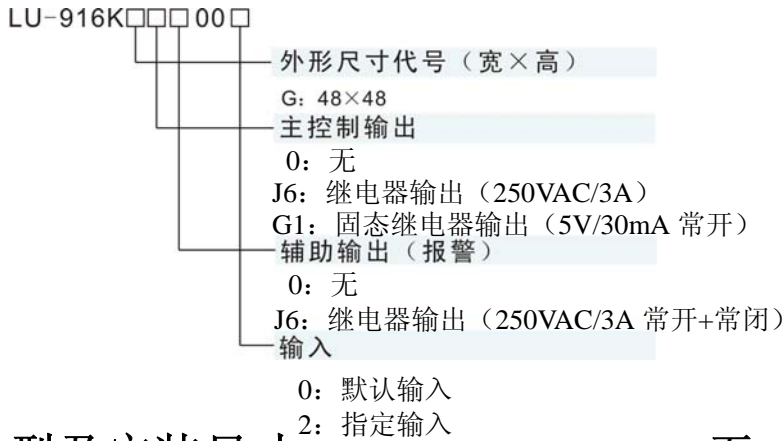 LU-916K□□□00□
外形尺寸代号（宽×高）
G：48×48
主控制输出
0：无
J6：继电器输出（250VAC/3A）
G1：固态继电器输出（5V/30mA 常开）
辅助输出（报警）
0：无
J6：继电器输出（250VAC/3A 常开+常闭）
输入
0：默认输入
2：指定输入